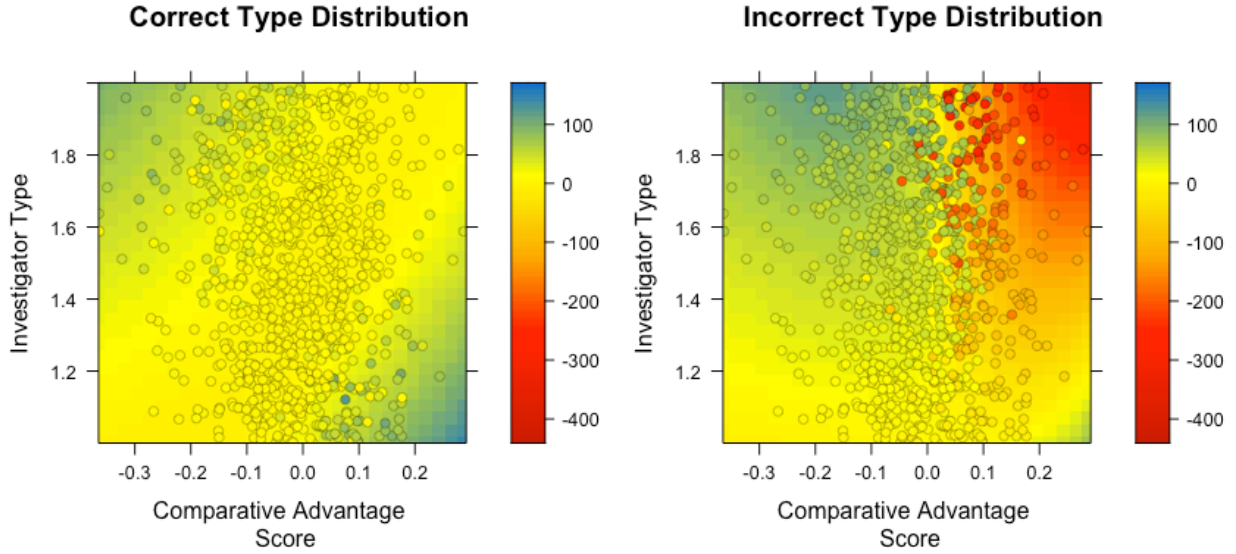 Correct Type Distribution
Incorrect Type Distribution
Investigator Type
1.8
1.6
1.4
1.2
-0.3 -0.2 -0.1 0.0 0.1 0.2
Comparative Advantage
Score
100
0
-100
-200
-300
-400
Investigator Type
1.8
1.6
1.4
1.2
-0.3 -0.2 -0.1 0.0 0.1 0.2
Comparative Advantage
Score
100
0
-100
-200
-300
-400